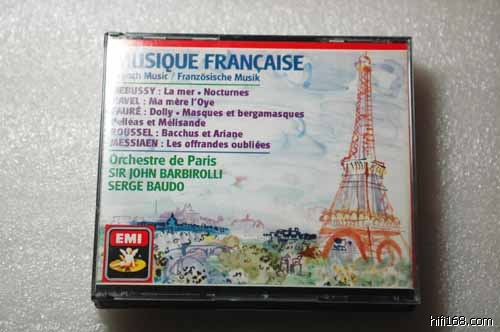 MUSIQUE FRANÇAISE
French Music / Französische Musik
DEBUSSY : La mer • Nocturnes
RAVEL : Ma mère l'Oye
FAURÉ : Dolly • Masques et bergamasques
Pelléas et Mélisande
ROUSSEL : Bacchus et Ariane
MESSIAEN : Les offrandes oubliées
Orchestre de Paris
SIR JOHN BARBIROLLI
SERGE BAUDO
EMI
hifi168.com